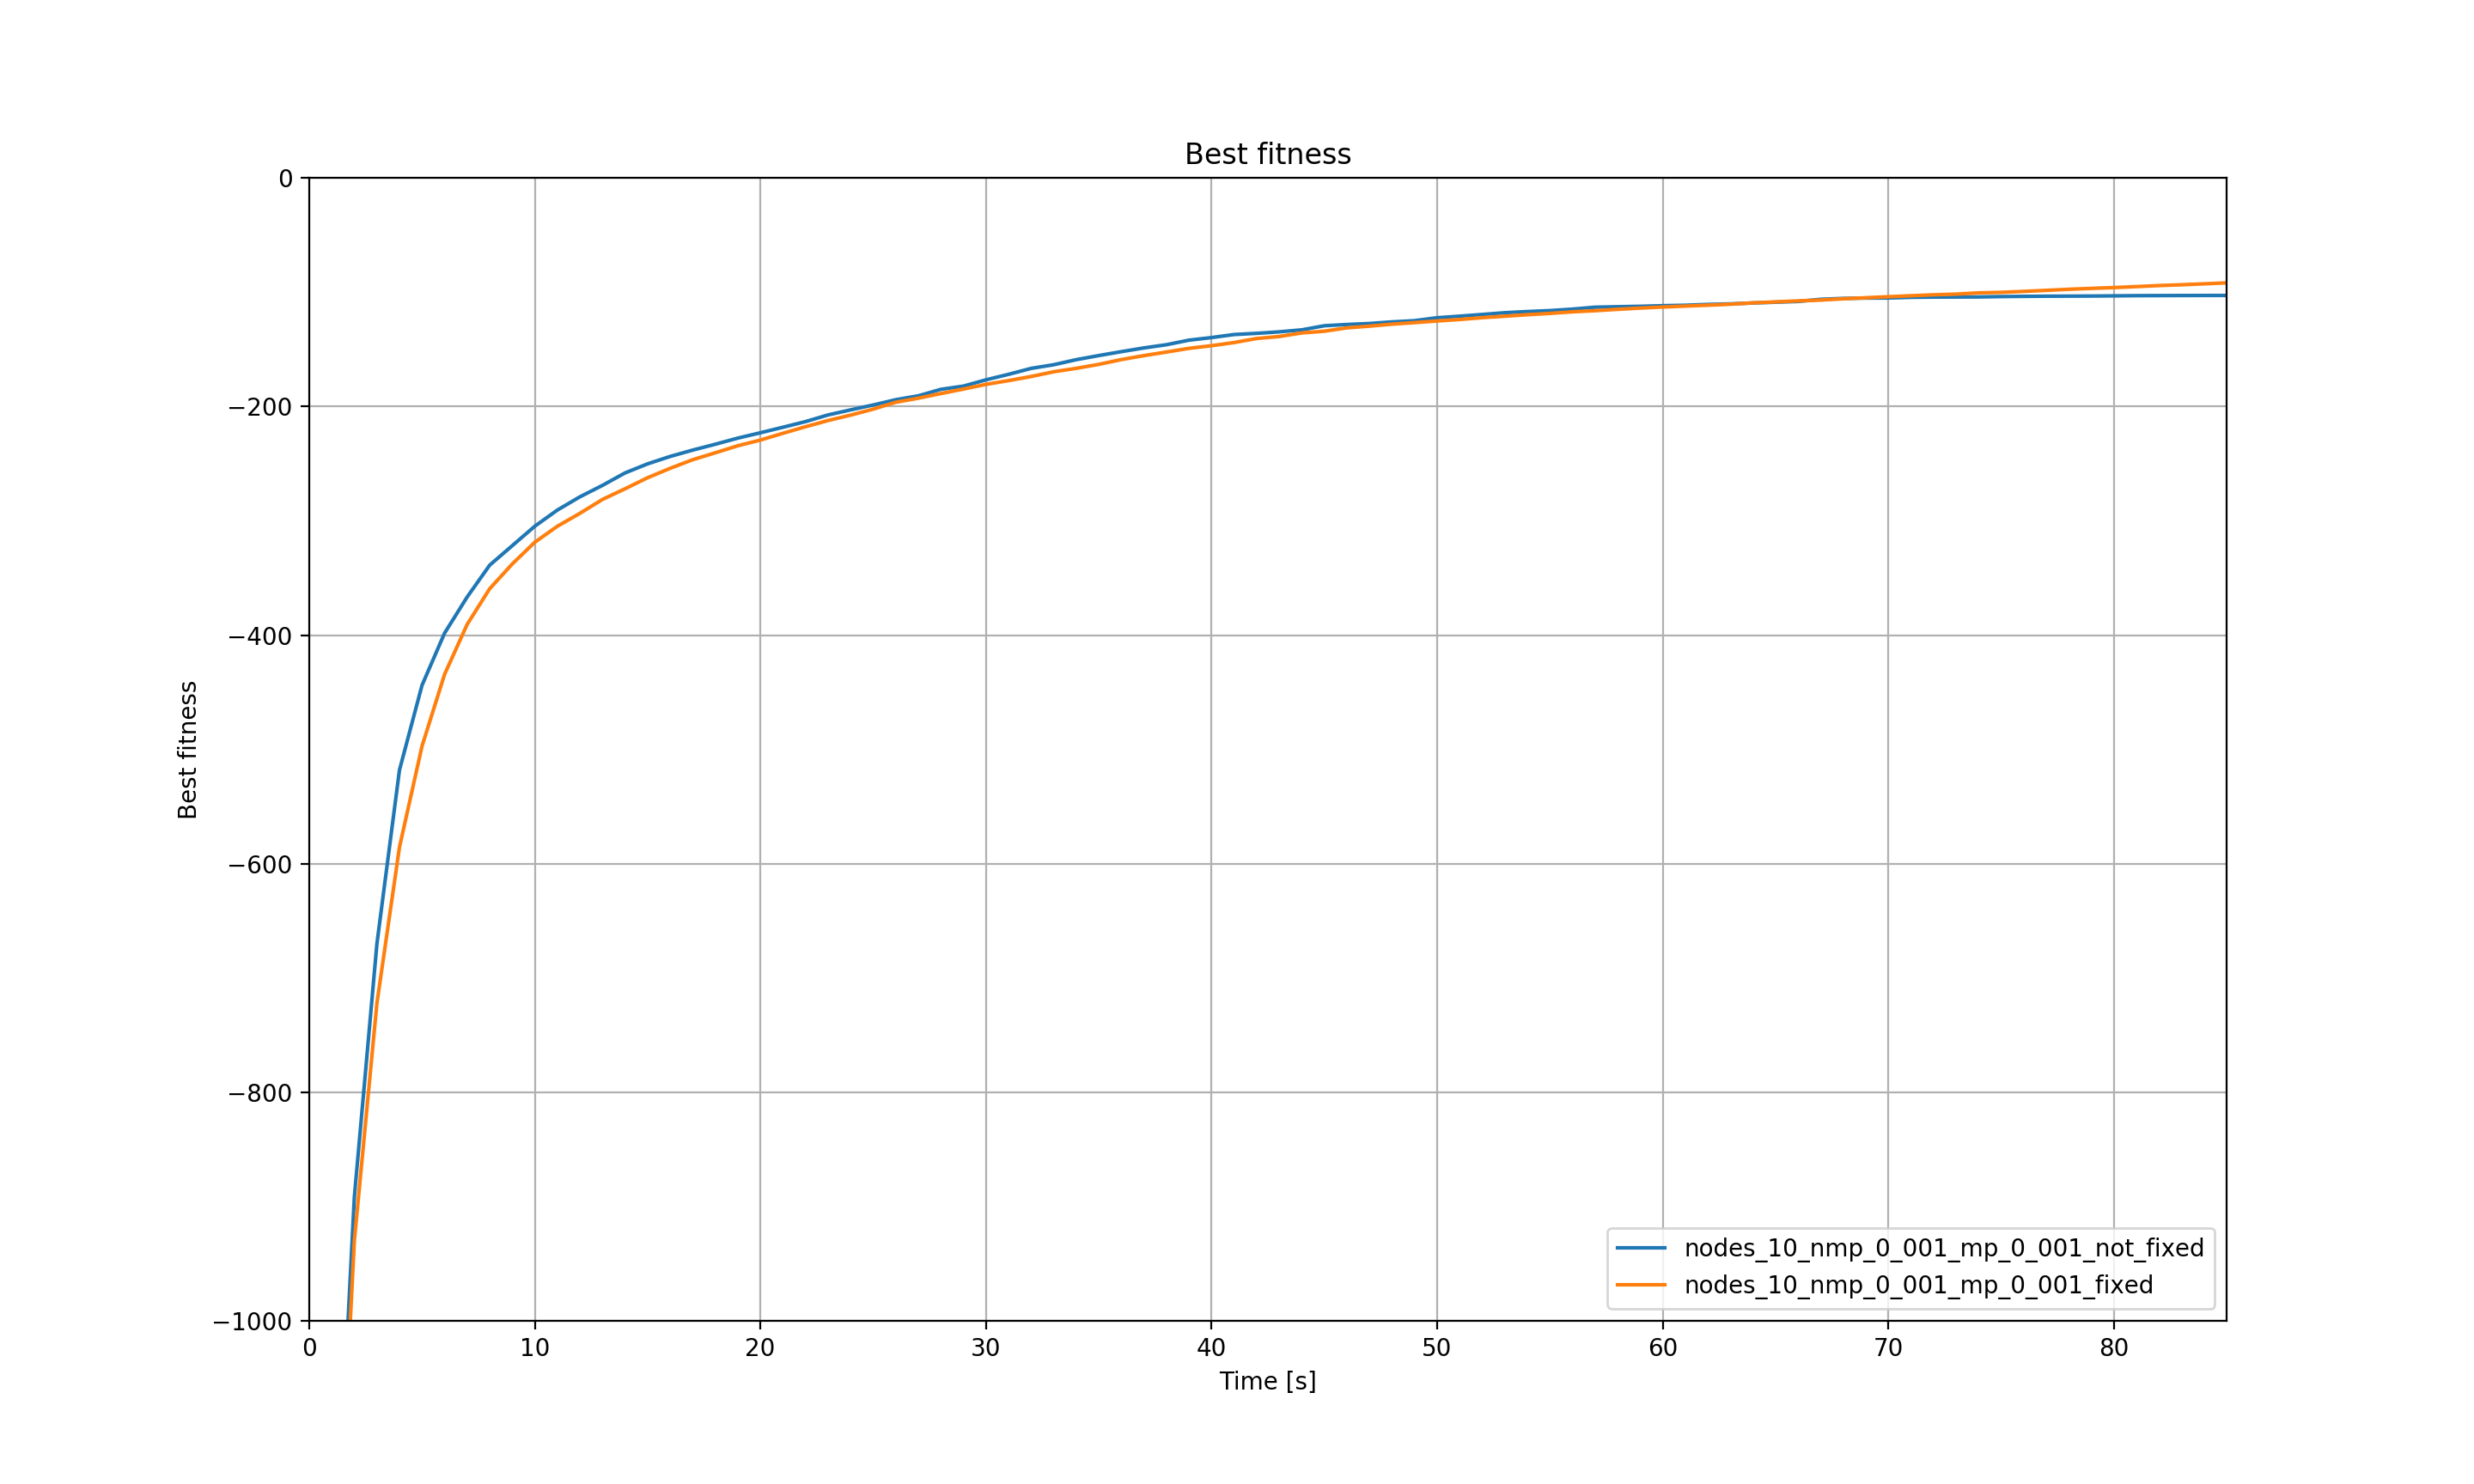 Best fitness
0
−200
−400
−600
−800
−1000
Best fitness
0 10 20 30 40 50 60 70 80
Time [s]
nodes_10_nmp_0_001_mp_0_001_not_fixed
nodes_10_nmp_0_001_mp_0_001_fixed